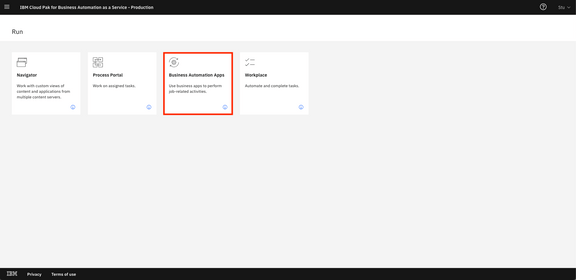 IBM Cloud Pak for Business Automation as a Service - Production
Stu
Run
Navigator
Work with custom views of
content and applications from
multiple content servers.
Process Portal
Work on assigned tasks.
Business Automation Apps
Use business apps to perform
job-related activities.
Workplace
Automate and complete tasks.
IBM
Privacy
Terms of use